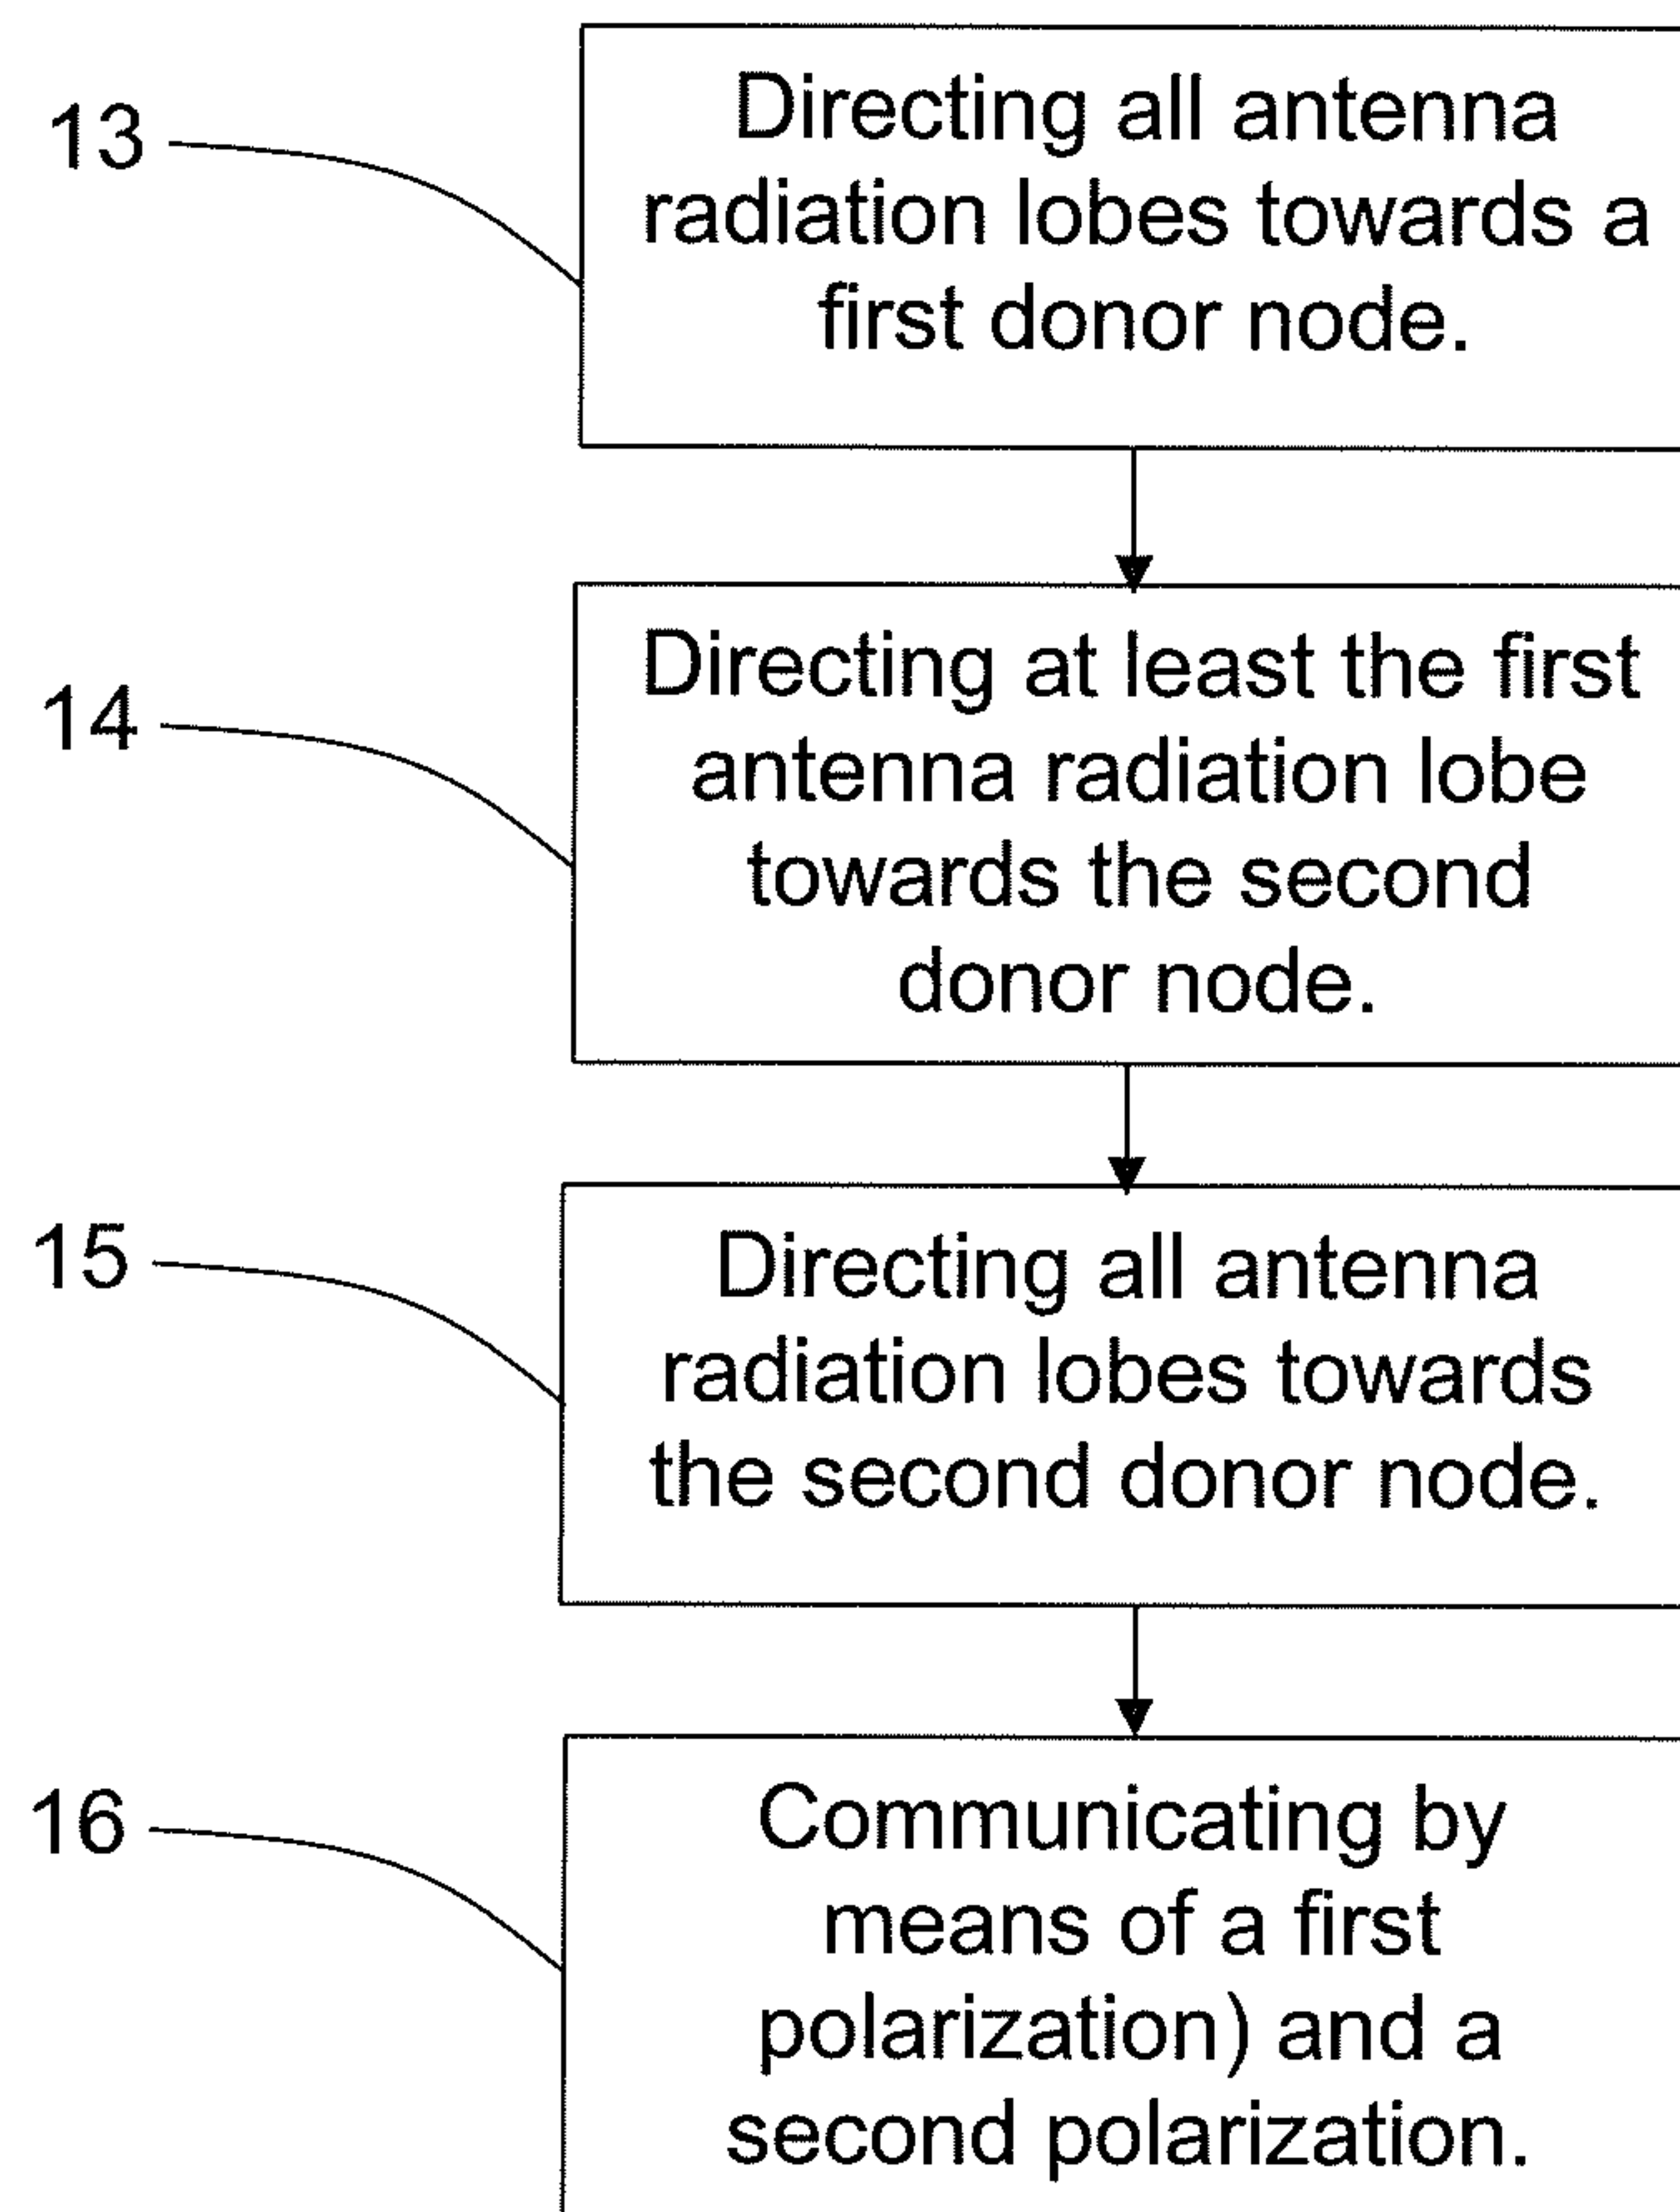 13
Directing all antenna
radiation lobes towards a
first donor node.
14
Directing at least the first
antenna radiation lobe
towards the second
donor node.
15
Directing all antenna
radiation lobes towards
the second donor node.
16
Communicating by
means of a first
polarization) and a
second polarization.